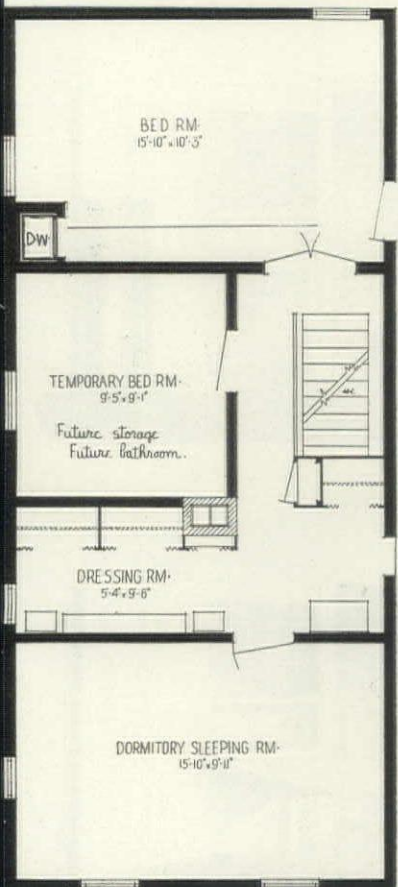 BED RM.
15'-10" x 10'-3"
DW.
TEMPORARY BED RM.
9'-5" x 9'-1"
Future storage
Future bathroom.
DRESSING RM.
5'-4" x 9'-6"
DORMITORY SLEEPING RM.
15'-10" x 9'-11"